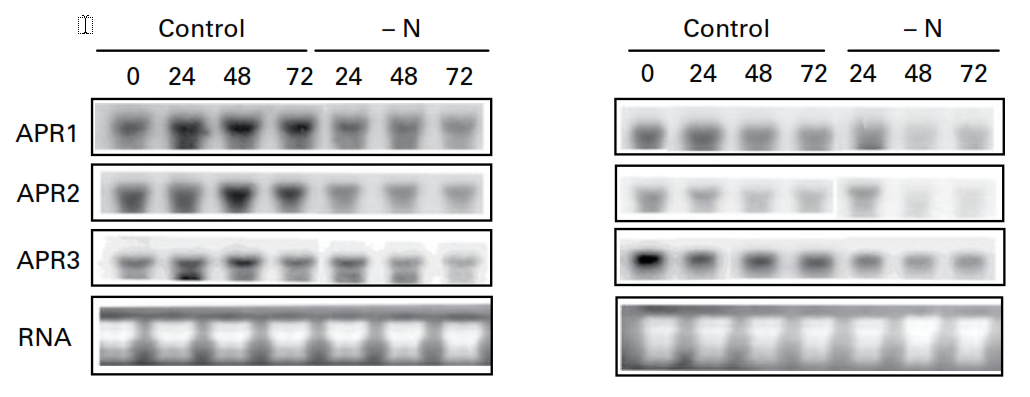 Control – N Control – N
0 24 48 72 24 48 72 0 24 48 72 24 48 72
APR1
APR2
APR3
RNA